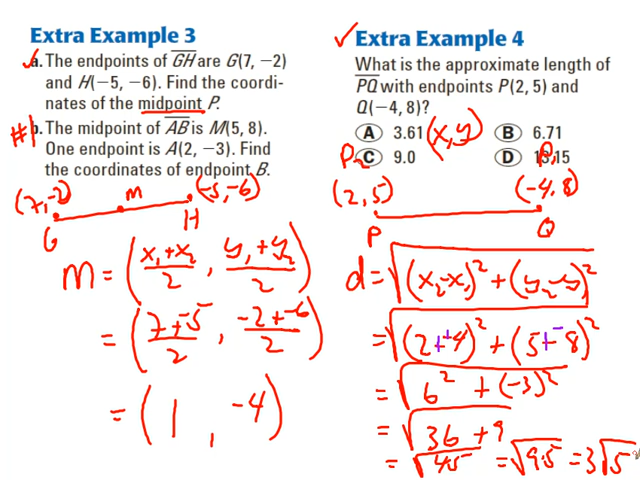 Extra Example 3
a. The endpoints of GH are G(7, −2)
and H(−5, −6). Find the coordi-
nates of the midpoint P.
#1
b. The midpoint of AB is M(5, 8).
One endpoint is A(2, −3). Find
the coordinates of endpoint B.
(7,-2) M (-5,-6)
G H
m = (x₁+x₂/2 , y₁+y₂/2)
= (7+-5/2 , -2+-6/2)
= (1 , -4)
✓ Extra Example 4
What is the approximate length of
PQ with endpoints P(2, 5) and
Q(−4, 8)?
A 3.61 (x,y) B 6.71
P₂ C 9.0 P₁ D 13.15
(2,5) (-4,8)
P Q
d = √(x₂-x₁)² + (y₂-y₁)²
= √(2+⁺4)² + (5+⁻8)²
= √6² + (-3)²
= √36 + 9
= √45 = √9·5 = 3√5